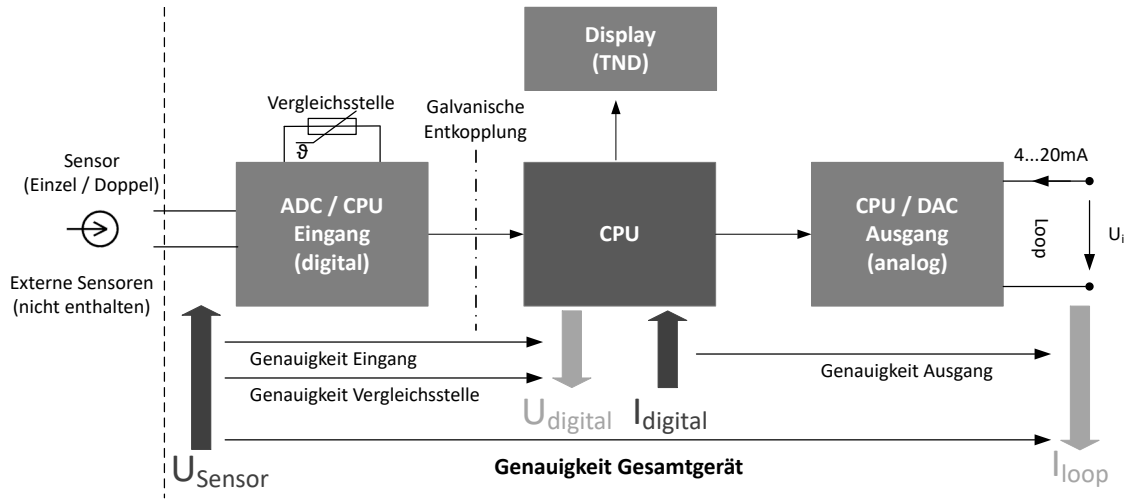 Display
(TND)
Vergleichsstelle
ϑ
Galvanische
Entkopplung
Sensor
(Einzel / Doppel)
ADC / CPU
Eingang
(digital)
CPU
CPU / DAC
Ausgang
(analog)
4...20mA
Loop
Ui
Externe Sensoren
(nicht enthalten)
Genauigkeit Eingang
Genauigkeit Vergleichsstelle
Genauigkeit Ausgang
Udigital
Idigital
USensor
Genauigkeit Gesamtgerät
Iloop